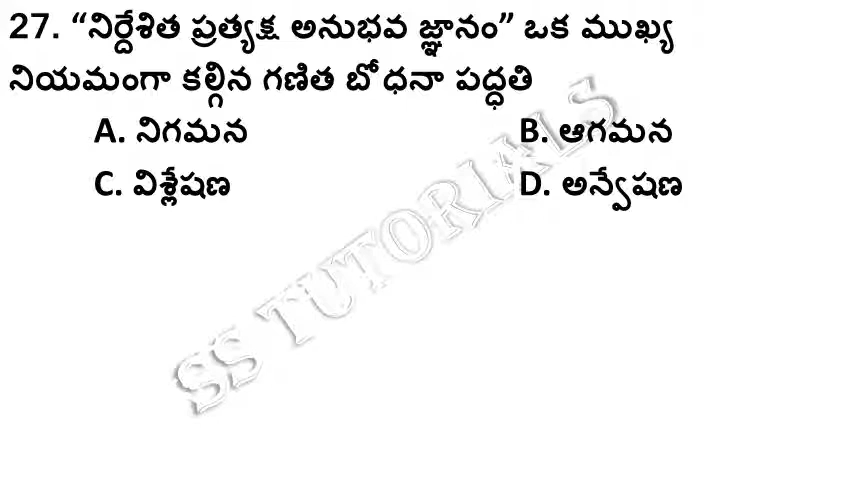 27. “నిర్దేశిత ప్రత్యక్ష అనుభవ జ్ఞానం” ఒక ముఖ్య
నియమంగా కల్గిన గణిత బోధనా పద్ధతి
A. నిగమన B. ఆగమన
C. విశ్లేషణ D. అన్వేషణ
SS TUTORIALS